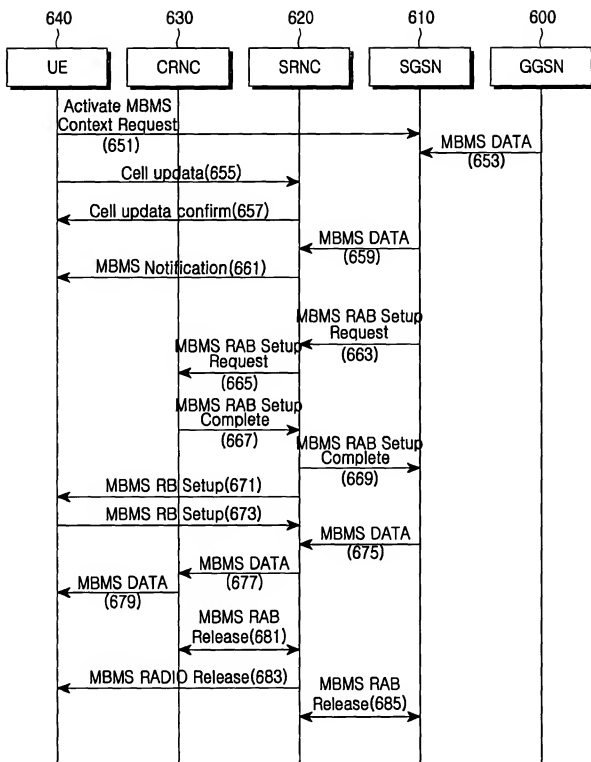 640 630 620 610 600
UE CRNC SRNC SGSN GGSN
Activate MBMS
Context Request
(651)
MBMS DATA
(653)
Cell updata(655)
Cell updata confirm(657)
MBMS DATA
(659)
MBMS Notification(661)
MBMS RAB Setup
Request
(663)
MBMS RAB Setup
Request
(665)
MBMS RAB Setup
Complete
(667)
MBMS RAB Setup
Complete
(669)
MBMS RB Setup(671)
MBMS RB Setup(673)
MBMS DATA
(675)
MBMS DATA
(677)
MBMS DATA
(679)
MBMS RAB
Release(681)
MBMS RADIO Release(683)
MBMS RAB
Release(685)